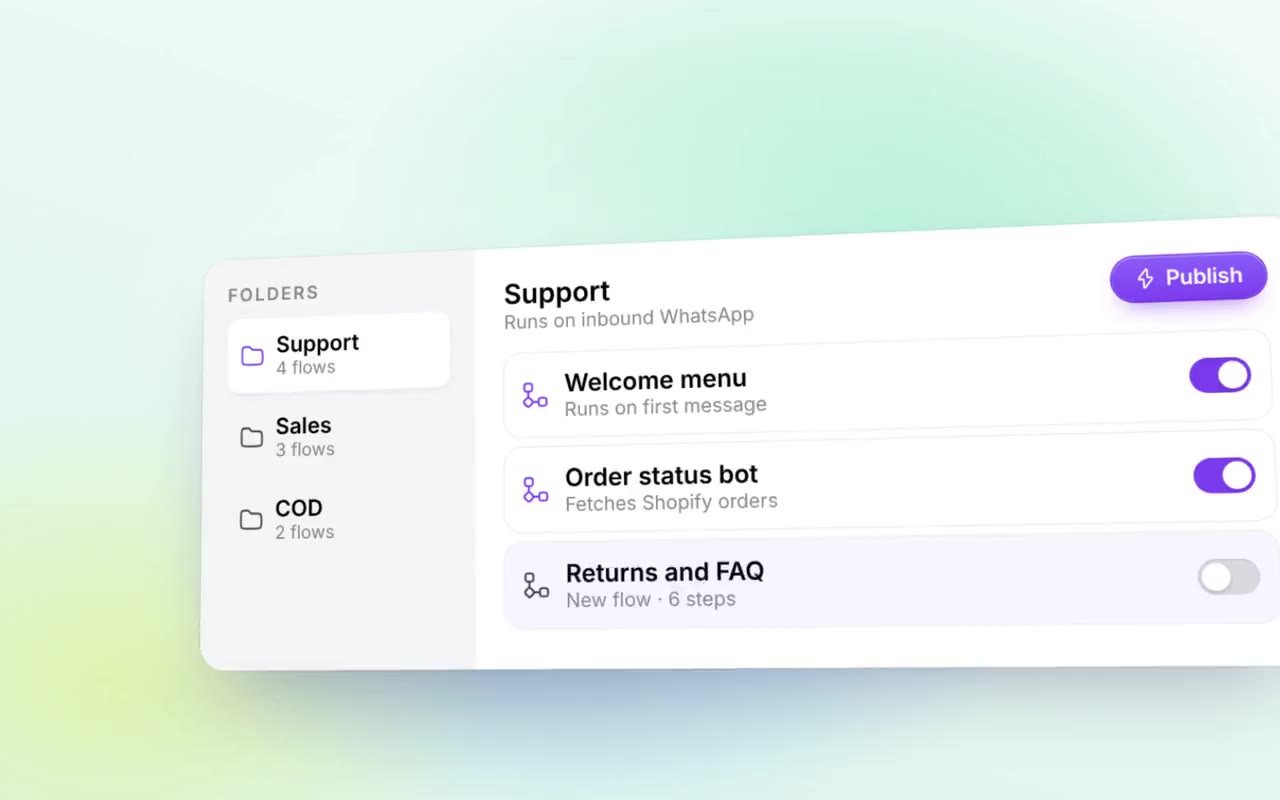 FOLDERS
Support
4 flows
Sales
3 flows
COD
2 flows
Support
Runs on inbound WhatsApp
Publish
Welcome menu
Runs on first message
Order status bot
Fetches Shopify orders
Returns and FAQ
New flow · 6 steps